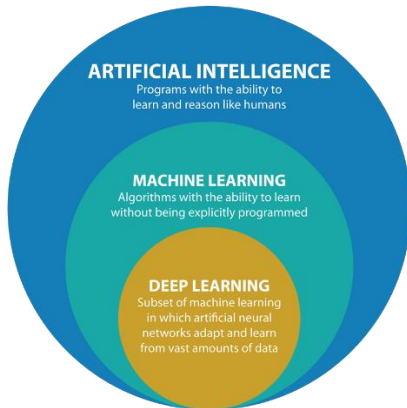 ARTIFICIAL INTELLIGENCE
Programs with the ability to
learn and reason like humans
MACHINE LEARNING
Algorithms with the ability to learn
without being explicitly programmed
DEEP LEARNING
Subset of machine learning
in which artificial neural
networks adapt and learn
from vast amounts of data